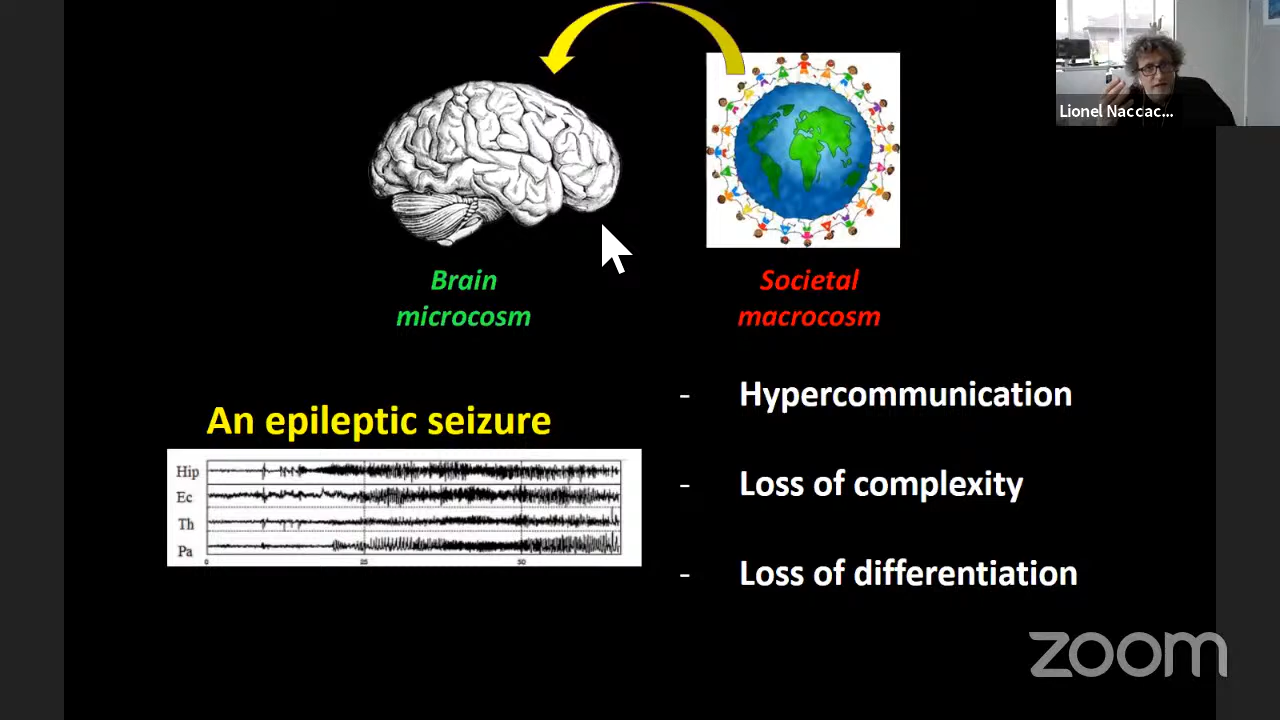 Lionel Naccac...
Brain
microcosm
Societal
macrocosm
An epileptic seizure
Hip
Ec
Th
Pa
0
25
50
- Hypercommunication
- Loss of complexity
- Loss of differentiation
zoom